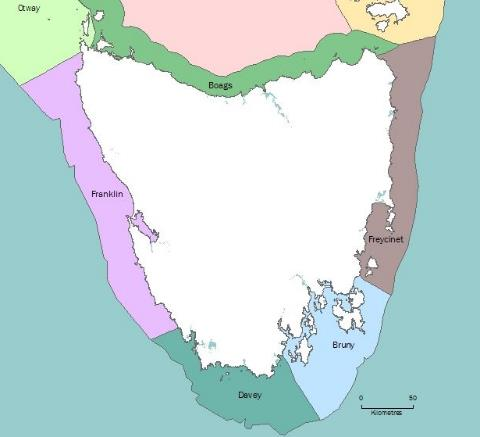 Otway
Boags
Franklin
Freycinet
Bruny
Davey
0 50
Kilometres